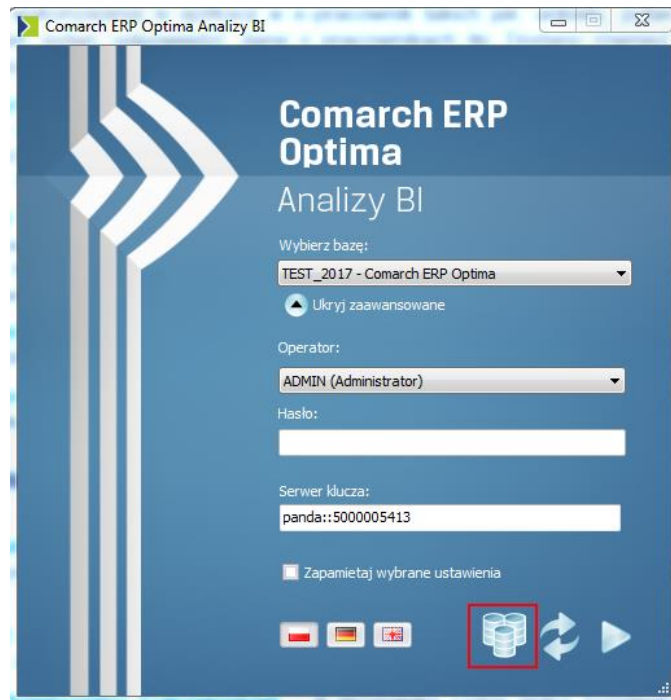 Comarch ERP Optima Analizy BI
Comarch ERP
Optima
Analizy BI
Wybierz bazę:
TEST_2017 - Comarch ERP Optima
Ukryj zaawansowane
Operator:
ADMIN (Administrator)
Hasło:
Serwer klucza:
panda::5000005413
Zapamietaj wybrane ustawienia